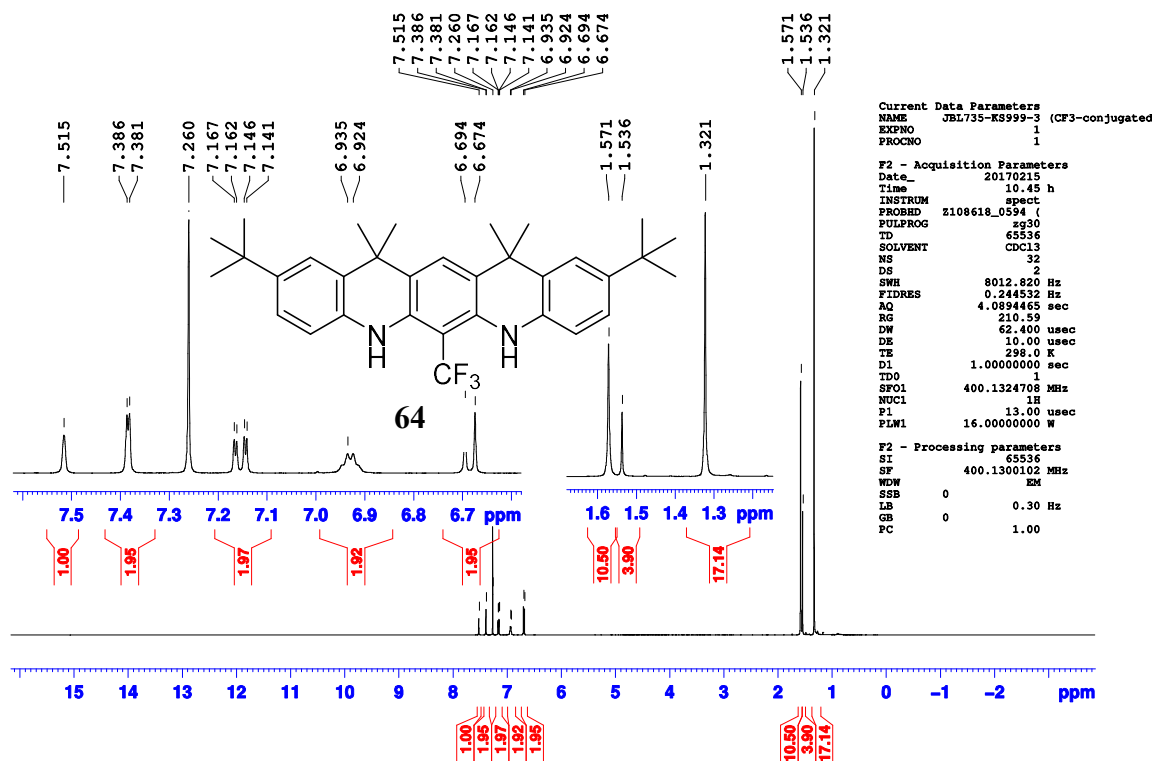 7.515
7.386
7.381
7.260
7.167
7.162
7.146
7.141
6.935
6.924
6.694
6.674
1.571
1.536
1.321
7.515
7.386
7.381
7.260
7.167
7.162
7.146
7.141
6.935
6.924
6.694
6.674
1.571
1.536
1.321
N
H
N
H
CF3
64
7.5 7.4 7.3 7.2 7.1 7.0 6.9 6.8 6.7 ppm
1.00
1.95
1.97
1.92
1.95
1.6 1.5 1.4 1.3 ppm
10.50
3.90
17.14
15 14 13 12 11 10 9 8 7 6 5 4 3 2 1 0 −1 −2 ppm
1.00
1.95
1.97
1.92
1.95
10.50
3.90
17.14
Current Data Parameters
NAME JBL735-KS999-3 (CF3-conjugated
EXPNO 1
PROCNO 1
F2 - Acquisition Parameters
Date_ 20170215
Time 10.45 h
INSTRUM spect
PROBHD Z108618_0594 (
PULPROG zg30
TD 65536
SOLVENT CDCl3
NS 32
DS 2
SWH 8012.820 Hz
FIDRES 0.244532 Hz
AQ 4.0894465 sec
RG 210.59
DW 62.400 usec
DE 10.00 usec
TE 298.0 K
D1 1.00000000 sec
TD0 1
SFO1 400.1324708 MHz
NUC1 1H
P1 13.00 usec
PLW1 16.00000000 W
F2 - Processing parameters
SI 65536
SF 400.1300102 MHz
WDW EM
SSB 0
LB 0.30 Hz
GB 0
PC 1.00